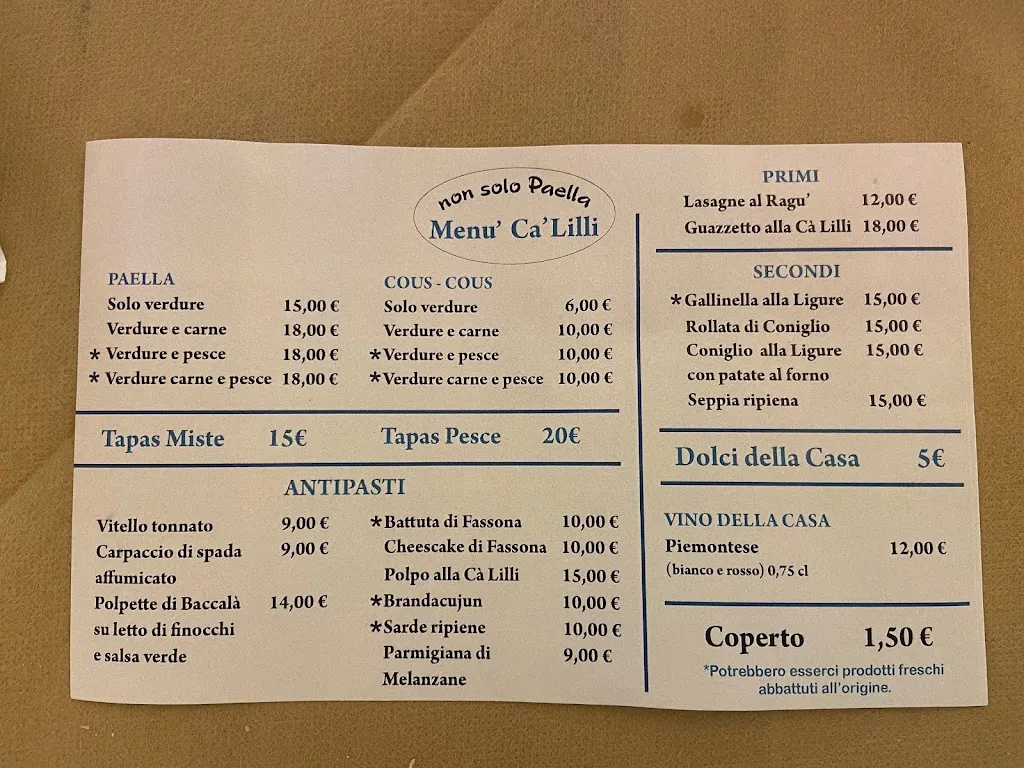 non solo Paella
Menu' Ca'Lilli
PAELLA
Solo verdure 15,00 €
Verdure e carne 18,00 €
* Verdure e pesce 18,00 €
* Verdure carne e pesce 18,00 €
COUS - COUS
Solo verdure 6,00 €
Verdure e carne 10,00 €
*Verdure e pesce 10,00 €
*Verdure carne e pesce 10,00 €
Tapas Miste 15€
Tapas Pesce 20€
ANTIPASTI
Vitello tonnato 9,00 €
Carpaccio di spada 9,00 €
affumicato
Polpette di Baccalà 14,00 €
su letto di finocchi
e salsa verde
*Battuta di Fassona 10,00 €
Cheescake di Fassona 10,00 €
Polpo alla Cà Lilli 15,00 €
*Brandacujun 10,00 €
*Sarde ripiene 10,00 €
Parmigiana di 9,00 €
Melanzane
PRIMI
Lasagne al Ragu' 12,00 €
Guazzetto alla Cà Lilli 18,00 €
SECONDI
* Gallinella alla Ligure 15,00 €
Rollata di Coniglio 15,00 €
Coniglio alla Ligure 15,00 €
con patate al forno
Seppia ripiena 15,00 €
Dolci della Casa 5€
VINO DELLA CASA
Piemontese 12,00 €
(bianco e rosso) 0,75 cl
Coperto 1,50 €
*Potrebbero esserci prodotti freschi
abbattuti all'origine.